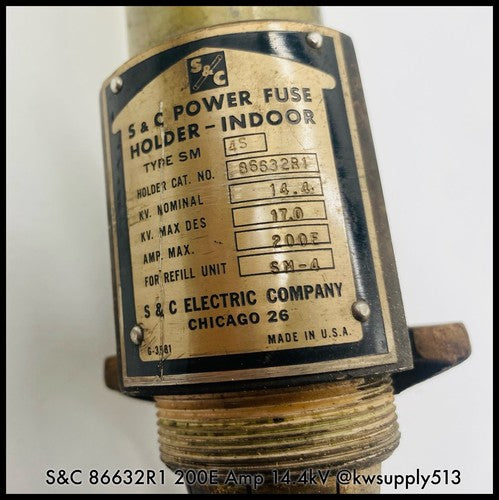 S & C
S & C POWER FUSE
HOLDER-INDOOR
TYPE SM 4S
HOLDER CAT. NO. 86632R1
KV. NOMINAL 14.4
KV. MAX DES 17.0
AMP. MAX. 200E
FOR REFILL UNIT SM-4
S & C ELECTRIC COMPANY
CHICAGO 26
MADE IN U.S.A.
S&C 86632R1 200E Amp 14.4kV @kwsupply513